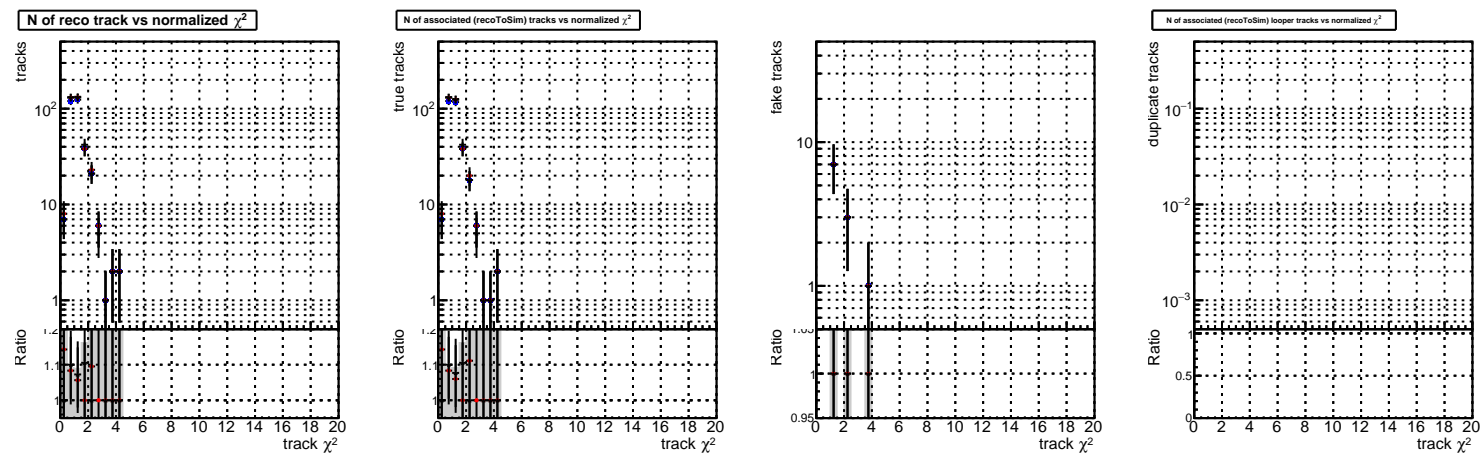 N of reco track vs normalized χ²
N of associated (recoToSim) tracks vs normalized χ²
N of associated (recoToSim) looper tracks vs normalized χ²
tracks
10²
10
1
Ratio
1.2
1.1
1
0 2 4 6 8 10 12 14 16 18 20
track χ²
true tracks
10²
10
1
Ratio
1.2
1.1
1
0 2 4 6 8 10 12 14 16 18 20
track χ²
fake tracks
10
1
Ratio
1.05
1
0.95
0 2 4 6 8 10 12 14 16 18 20
track χ²
duplicate tracks
10⁻¹
10⁻²
10⁻³
Ratio
1
0.5
0
0 2 4 6 8 10 12 14 16 18 20
track χ²